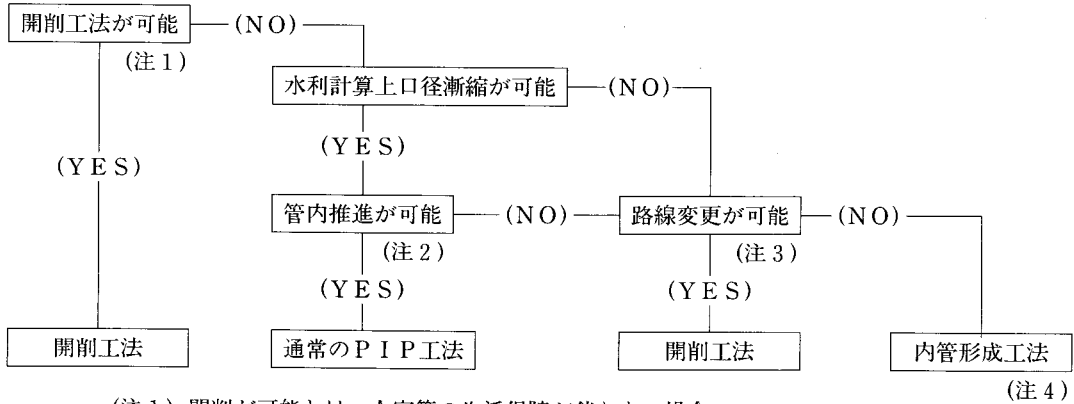 開削工法が可能
(NO)
(注1)
水利計算上口径漸縮が可能
(NO)
(YES)
(YES)
管内推進が可能
(NO)
路線変更が可能
(NO)
(注2)
(注3)
(YES)
(YES)
開削工法
通常のPIP工法
開削工法
内管形成工法
(注4)